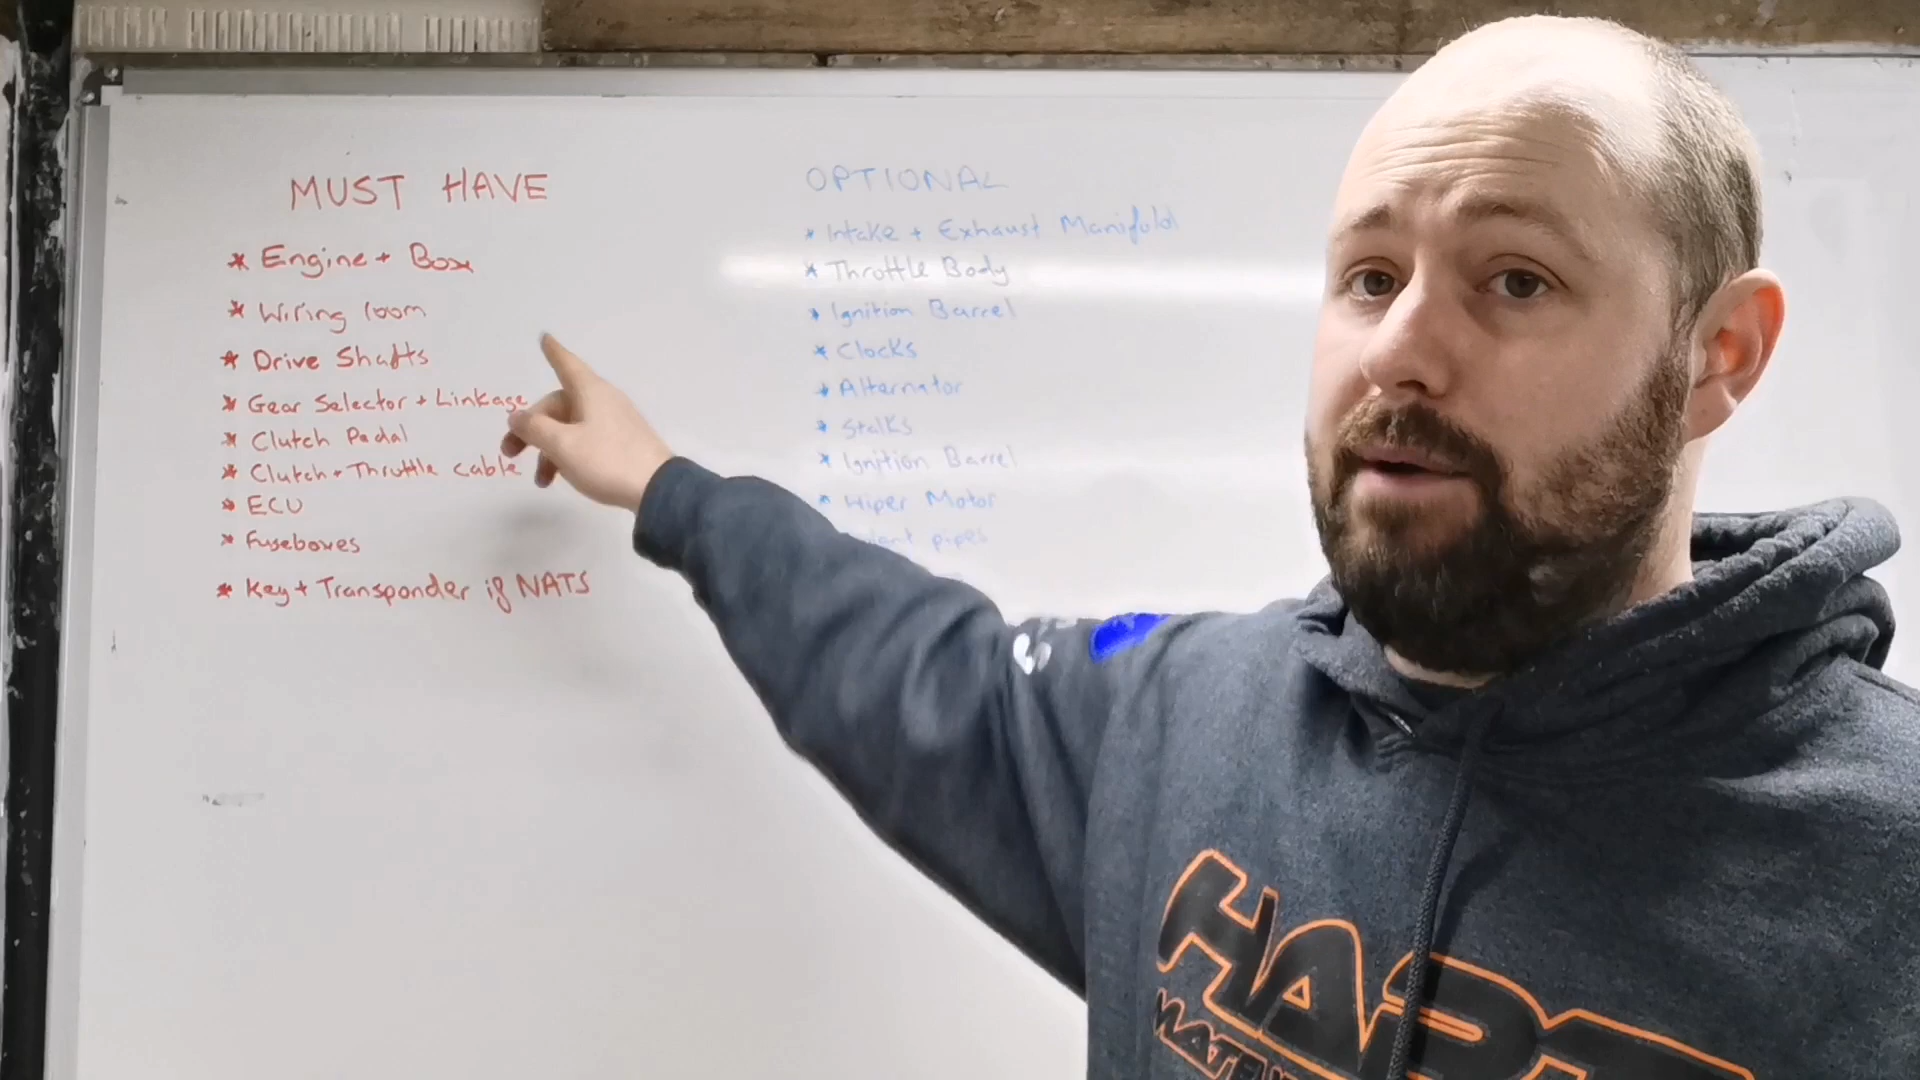 MUST HAVE
* Engine + Box
* Wiring loom
* Drive Shafts
* Gear Selector + Linkage
* Clutch Pedal
* Clutch + Throttle cable
* ECU
* Fuseboxes
* Key + Transponder if NATS
OPTIONAL
* Intake + Exhaust Manifold
* Throttle Body
* Ignition Barrel
* Clocks
* Alternator
* Stalks
* Ignition Barrel
* Wiper Motor
pipes